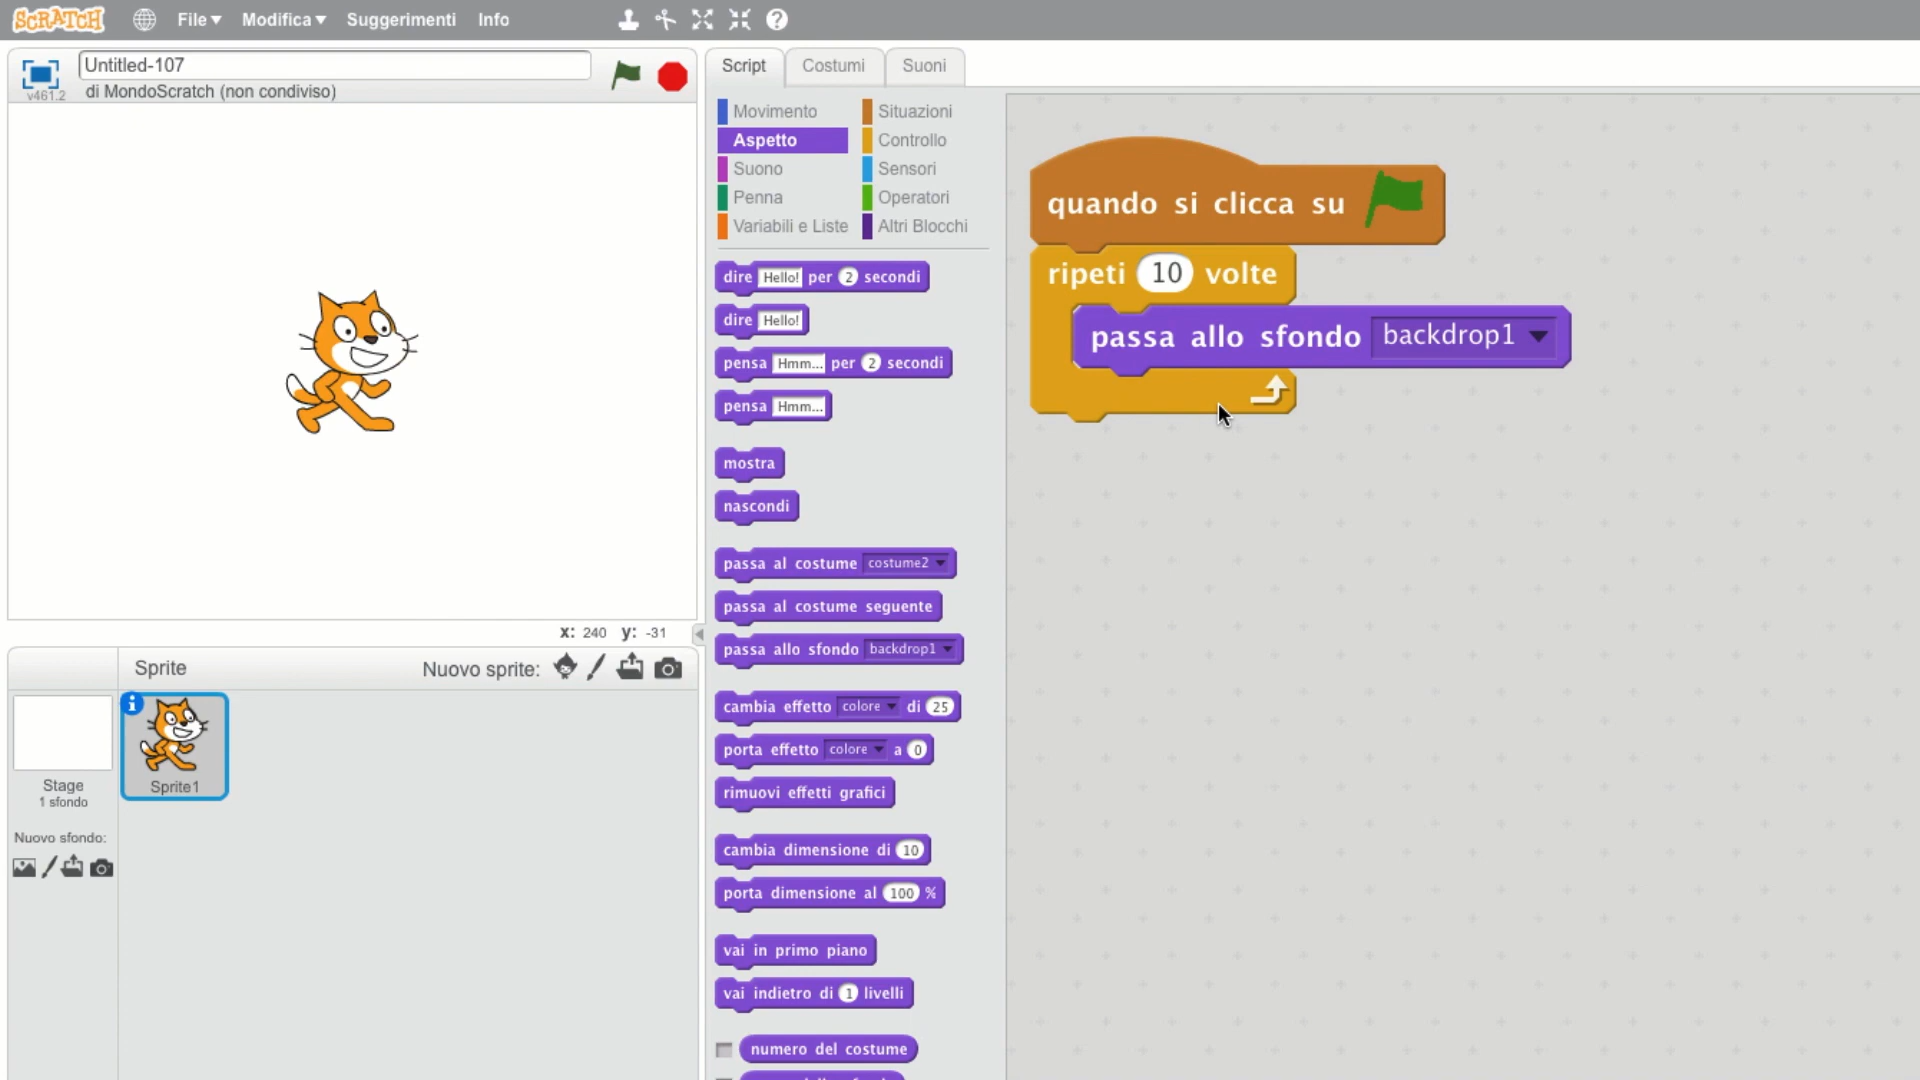 SCRATCH
File
Modifica
Suggerimenti
Info
Untitled-107
di MondoScratch (non condiviso)
v461.2
Script
Costumi
Suoni
Movimento
Aspetto
Suono
Penna
Variabili e Liste
Situazioni
Controllo
Sensori
Operatori
Altri Blocchi
dire Hello! per 2 secondi
dire Hello!
pensa Hmm... per 2 secondi
pensa Hmm...
mostra
nascondi
passa al costume costume2
passa al costume seguente
passa allo sfondo backdrop1
cambia effetto colore di 25
porta effetto colore a 0
rimuovi effetti grafici
cambia dimensione di 10
porta dimensione al 100 %
vai in primo piano
vai indietro di 1 livelli
numero del costume
quando si clicca su
ripeti 10 volte
passa allo sfondo backdrop1
x: 240 y: -31
Sprite
Nuovo sprite:
Stage
1 sfondo
Nuovo sfondo:
Sprite1